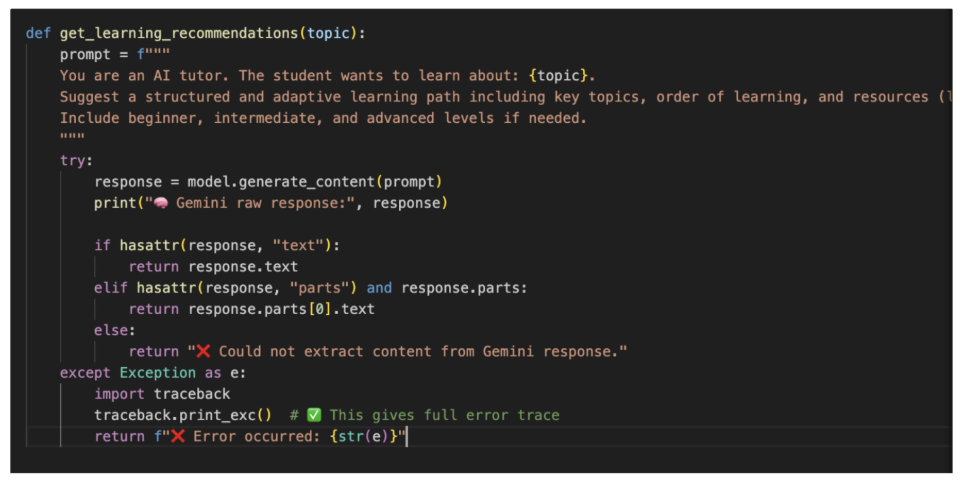 def get_learning_recommendations(topic):
    prompt = f"""
    You are an AI tutor. The student wants to learn about: {topic}.
    Suggest a structured and adaptive learning path including key topics, order of learning, and resources (
    Include beginner, intermediate, and advanced levels if needed.
    """
    try:
        response = model.generate_content(prompt)
        print("🧠 Gemini raw response:", response)
        if hasattr(response, "text"):
            return response.text
        elif hasattr(response, "parts") and response.parts:
            return response.parts[0].text
        else:
            return "❌ Could not extract content from Gemini response."
    except Exception as e:
        import traceback
        traceback.print_exc()  # ✅ This gives full error trace
        return f"❌ Error occurred: {str(e)}"